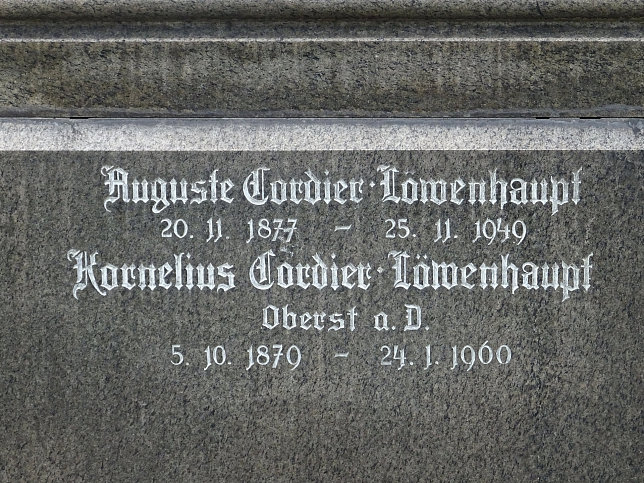 Auguste Cordier-Löwenhaupt
20. 11. 1877 – 25. 11. 1949
Kornelius Cordier-Löwenhaupt
Oberst a. D.
5. 10. 1879 – 24. 1. 1960